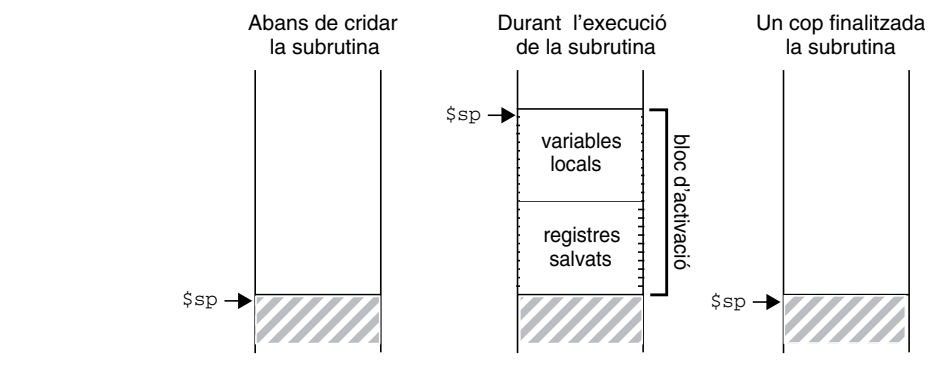 Abans de cridar
la subrutina
Durant l'execució
de la subrutina
Un cop finalitzada
la subrutina
$sp
variables
locals
bloc d'activació
registres
salvats
$sp
$sp